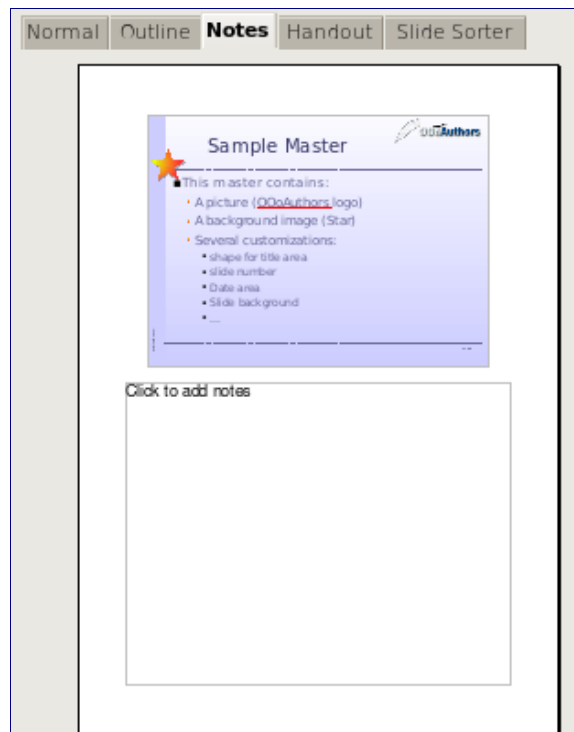 Normal Outline Notes Handout Slide Sorter
OOoAuthors
Sample Master
This master contains:
A picture (OOoAuthors logo)
A background image (Star)
Several customizations:
shape for title area
slide number
Date area
Slide background
....
Click to add notes